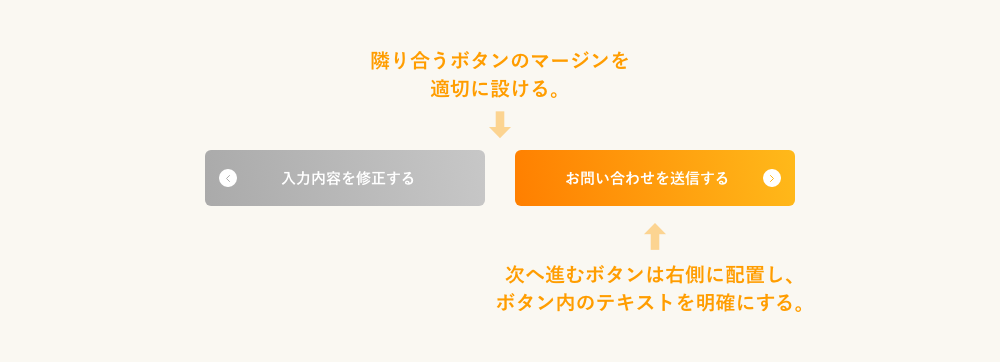 隣り合うボタンのマージンを
適切に設ける。
入力内容を修正する
お問い合わせを送信する
次へ進むボタンは右側に配置し、
ボタン内のテキストを明確にする。